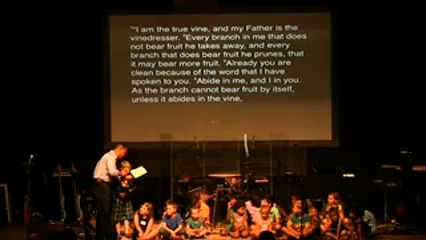 "I am the true vine, and my Father is the
vinedresser. "Every branch in me that does
not bear fruit he takes away, and every
branch that does bear fruit he prunes, that
it may bear more fruit. "Already you are
clean because of the word that I have
spoken to you. "Abide in me, and I in you.
As the branch cannot bear fruit by itself,
unless it abides in the vine,